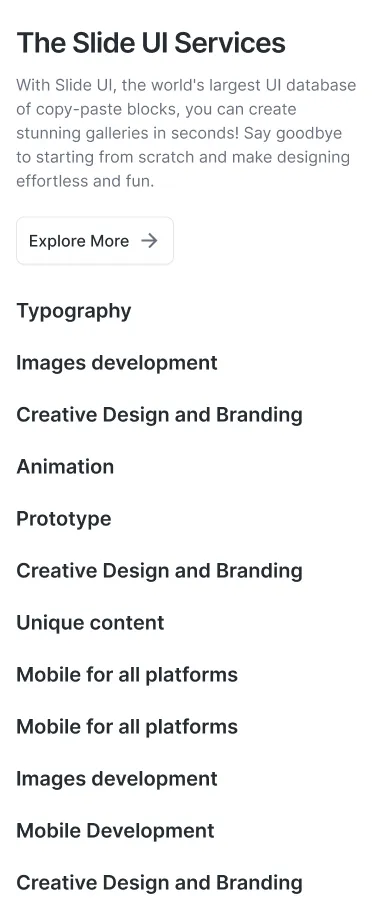 The Slide UI Services
With Slide UI, the world's largest UI database
of copy-paste blocks, you can create
stunning galleries in seconds! Say goodbye
to starting from scratch and make designing
effortless and fun.
Explore More
Typography
Images development
Creative Design and Branding
Animation
Prototype
Creative Design and Branding
Unique content
Mobile for all platforms
Mobile for all platforms
Images development
Mobile Development
Creative Design and Branding